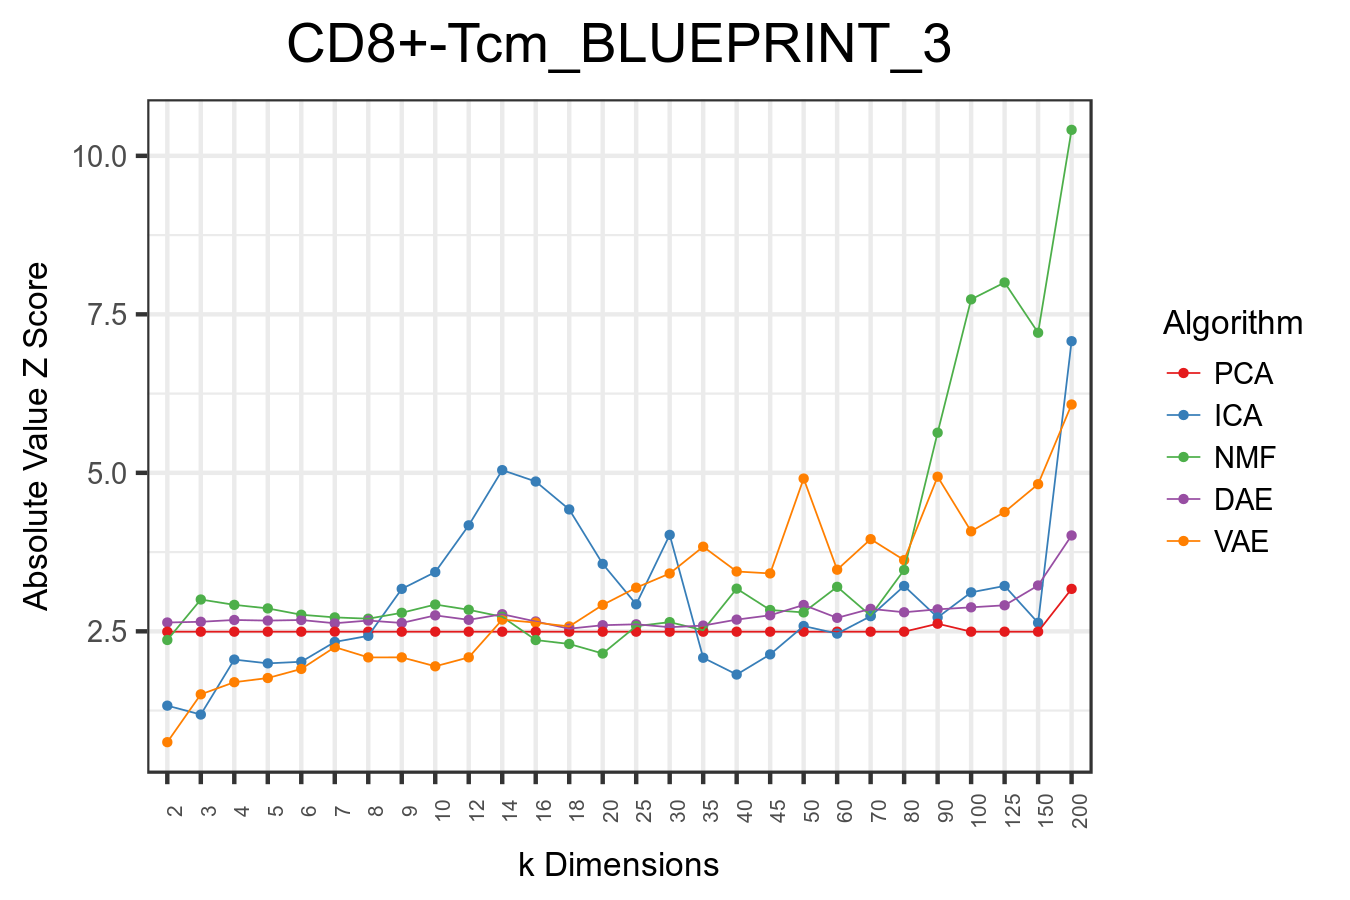 CD8+-Tcm_BLUEPRINT_3
Absolute Value Z Score
10.0
7.5
5.0
2.5
2 3 4 5 6 7 8 9 10 12 14 16 18 20 25 30 35 40 45 50 60 70 80 90 100 125 150 200
k Dimensions
Algorithm
PCA
ICA
NMF
DAE
VAE